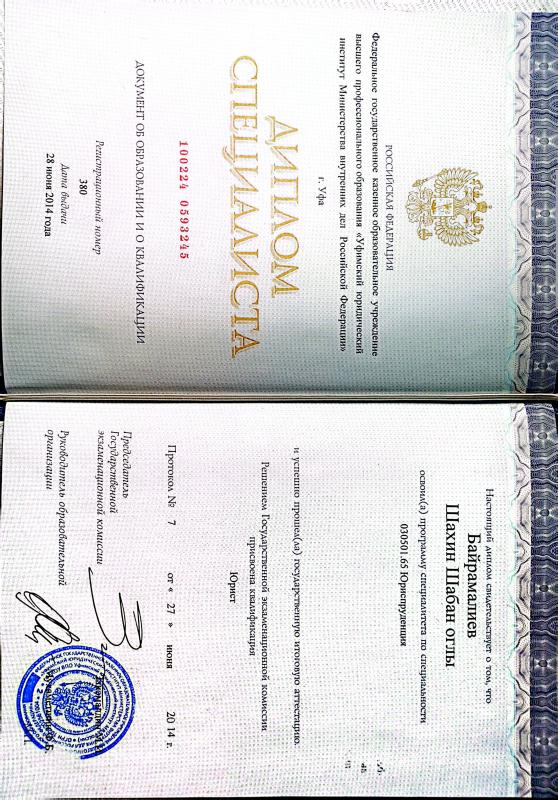 РОССИЙСКАЯ ФЕДЕРАЦИЯ
Федеральное государственное казенное образовательное учреждение
высшего профессионального образования «Уфимский юридический
институт Министерства внутренних дел Российской Федерации»
г. Уфа
ДИПЛОМ
СПЕЦИАЛИСТА
100224 0593245
ДОКУМЕНТ ОБ ОБРАЗОВАНИИ И О КВАЛИФИКАЦИИ
Регистрационный номер
380
Дата выдачи
28 июня 2014 года
Настоящий диплом свидетельствует о том, что
Байрамалиев
Шахин Шабан оглы
освоил(а) программу специалитета по специальности
030501.65 Юриспруденция
и успешно прошел(ла) государственную итоговую аттестацию.
Решением Государственной экзаменационной комиссии
присвоена квалификация
Юрист
Протокол № 7 от « 27 » июня 20 14 г.
Председатель
Государственной
экзаменационной комиссии
Руководитель образовательной
организации